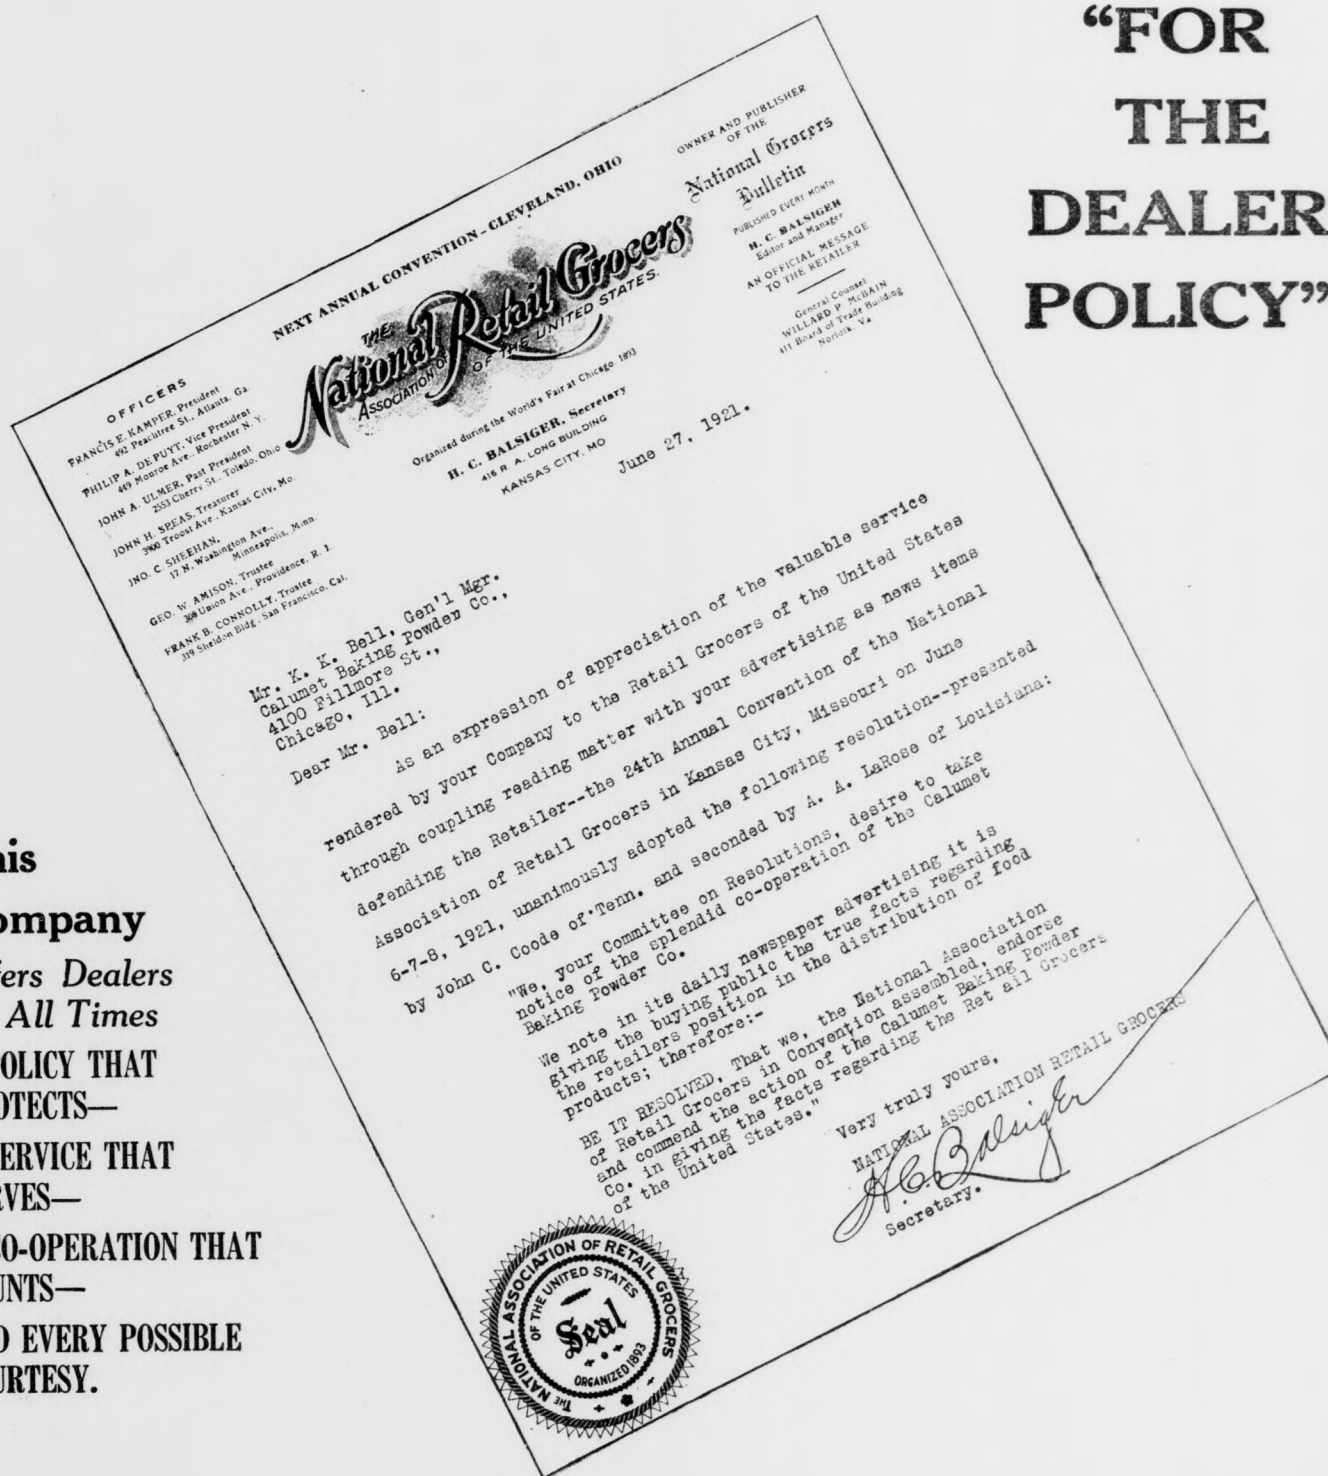 “FOR
THE
DEALER
POLICY”
NEXT ANNUAL CONVENTION - CLEVELAND, OHIO
THE
National Retail Grocers
ASSOCIATION OF
OF THE UNITED STATES.
Organized during the World's Fair at Chicago 1893
H. C. BALSIGER, Secretary
416 R. A. LONG BUILDING
KANSAS CITY, MO
OWNER AND PUBLISHER
OF THE
National Grocers
Bulletin
PUBLISHED EVERY MONTH
H. C. BALSIGER
Editor and Manager
AN OFFICIAL MESSAGE
TO THE RETAILER
General Counsel
WILLARD P. McBAIN
611 Board of Trade Building
Norfolk, Va
OFFICERS
FRANCIS E. KAMPER, President
492 Peachtree St., Atlanta, Ga.
PHILIP A. DE PUYT, Vice President
449 Monroe Ave., Rochester N. Y.
JOHN A. ULMER, Past President
2553 Cherry St., Toledo, Ohio
JOHN H. SPEAS, Treasurer
3900 Troost Ave., Kansas City, Mo.
JNO. C. SHEEHAN,
17 N. Washington Ave.,
Minneapolis, Minn.
GEO. W. AMISON, Trustee
308 Union Ave., Providence, R. I.
FRANK B. CONNOLLY, Trustee
319 Sheldon Bldg., San Francisco, Cal.
June 27, 1921.
Mr. K. K. Bell, Gen'l Mgr.
Calumet Baking Powder Co.,
4100 Fillmore St.,
Chicago, Ill.
Dear Mr. Bell:
As an expression of appreciation of the valuable service
rendered by your Company to the Retail Grocers of the United States
through coupling reading matter with your advertising as news items
defending the Retailer--the 24th Annual Convention of the National
Association of Retail Grocers in Kansas City, Missouri on June
6-7-8, 1921, unanimously adopted the following resolution--presented
by John C. Coode of Tenn. and seconded by A. A. LaRose of Louisiana:
"We, your Committee on Resolutions, desire to take
notice of the splendid co-operation of the Calumet
Baking Powder Co.
We note in its daily newspaper advertising it is
giving the buying public the true facts regarding
the retailers position in the distribution of food
products; therefore:-
BE IT RESOLVED, That we, the National Association
of Retail Grocers in Convention assembled, endorse
and commend the action of the Calumet Baking Powder
Co. in giving the facts regarding the Ret ail Grocers
of the United States."
Very truly yours,
NATIONAL ASSOCIATION RETAIL GROCERS
H.C. Balsiger
Secretary.
THE NATIONAL ASSOCIATION OF RETAIL GROCERS
OF THE UNITED STATES
Seal
ORGANIZED 1893
his
ompany
fers Dealers
All Times
OLICY THAT
OTECTS—
ERVICE THAT
RVES—
O-OPERATION THAT
UNTS—
D EVERY POSSIBLE
URTESY.